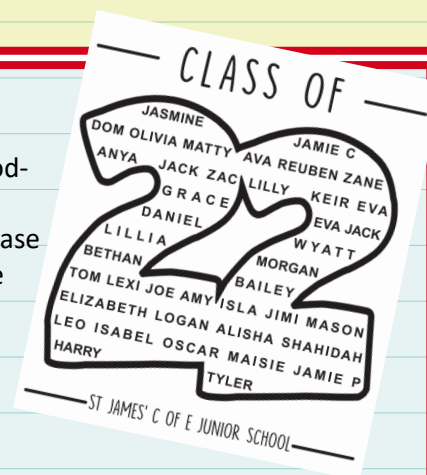 od-
ase
e
CLASS OF
JASMINE
DOM OLIVIA MATTY
ANYA JACK ZAC
GRACE
DANIEL
LILLIA
BETHAN
JAMIE C
AVA REUBEN ZANE
LILLY KEIR EVA
EVA JACK
WYATT
MORGAN
BAILEY
TOM LEXI JOE AMY ISLA JIMI MASON
ELIZABETH LOGAN ALISHA SHAHIDAH
LEO ISABEL OSCAR MAISIE JAMIE P
HARRY
TYLER
ST JAMES' C OF E JUNIOR SCHOOL